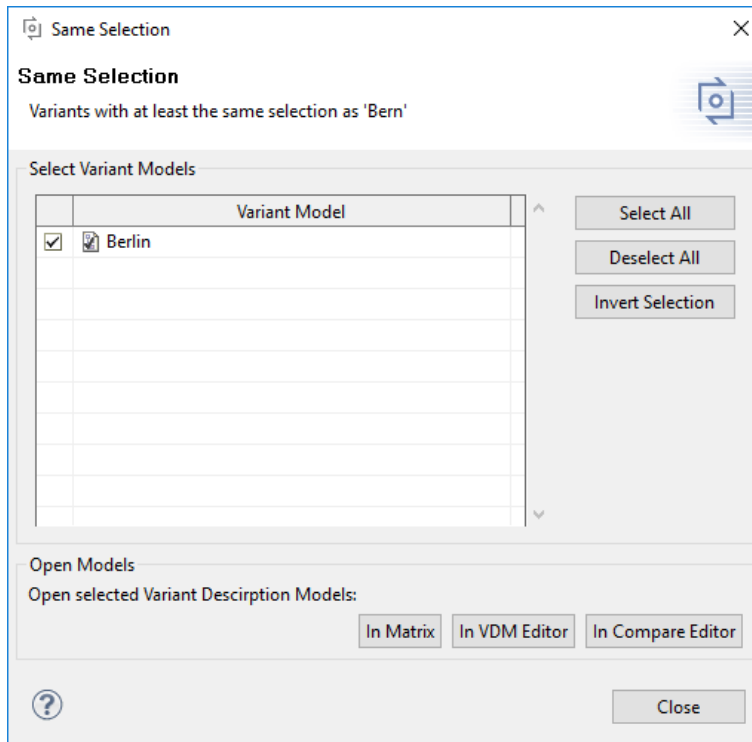 Same Selection
Same Selection
Variants with at least the same selection as 'Bern'
Select Variant Models
Variant Model
Berlin
Select All
Deselect All
Invert Selection
Open Models
Open selected Variant Descirption Models:
In Matrix In VDM Editor In Compare Editor
? Close